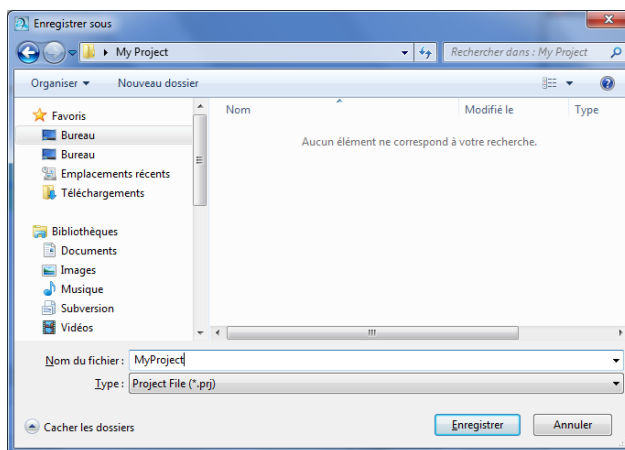 Enregistrer sous
My Project
Rechercher dans : My Project
Organiser
Nouveau dossier
Favoris
Bureau
Bureau
Emplacements récents
Téléchargements
Bibliothèques
Documents
Images
Musique
Subversion
Vidéos
Nom Modifié le Type
Aucun élément ne correspond à votre recherche.
Nom du fichier : MyProject
Type : Project File (*.prj)
Cacher les dossiers
Enregistrer
Annuler